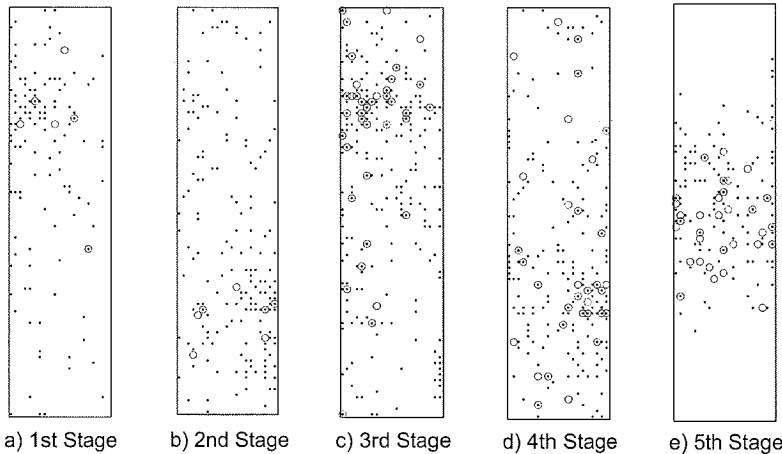 a) 1st Stage
b) 2nd Stage
c) 3rd Stage
d) 4th Stage
e) 5th Stage